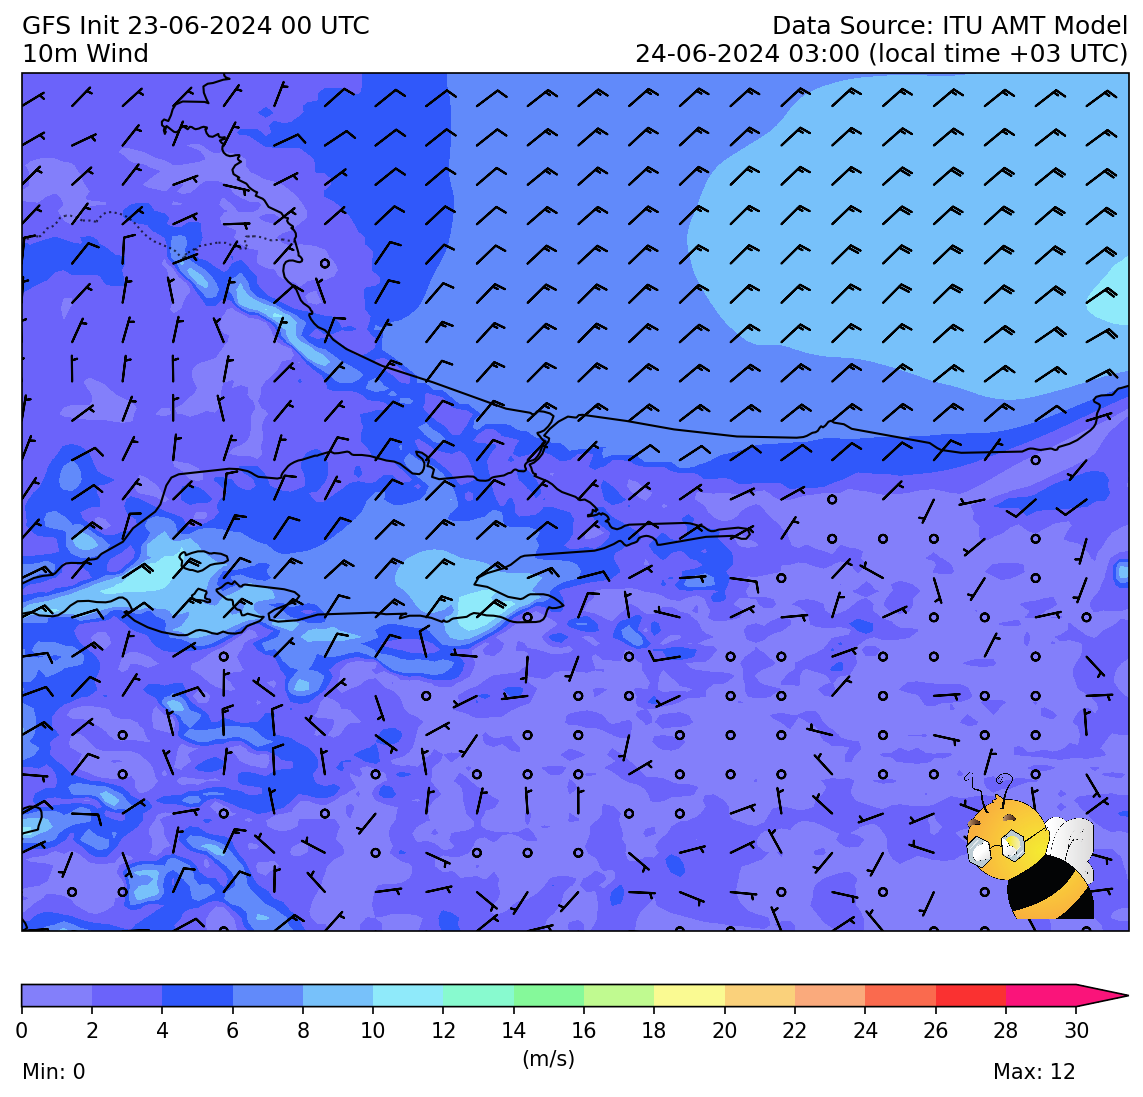 GFS Init 23-06-2024 00 UTC
Data Source: ITU AMT Model
10m Wind
24-06-2024 03:00 (local time +03 UTC)
0 2 4 6 8 10 12 14 16 18 20 22 24 26 28 30
(m/s)
Min: 0
Max: 12